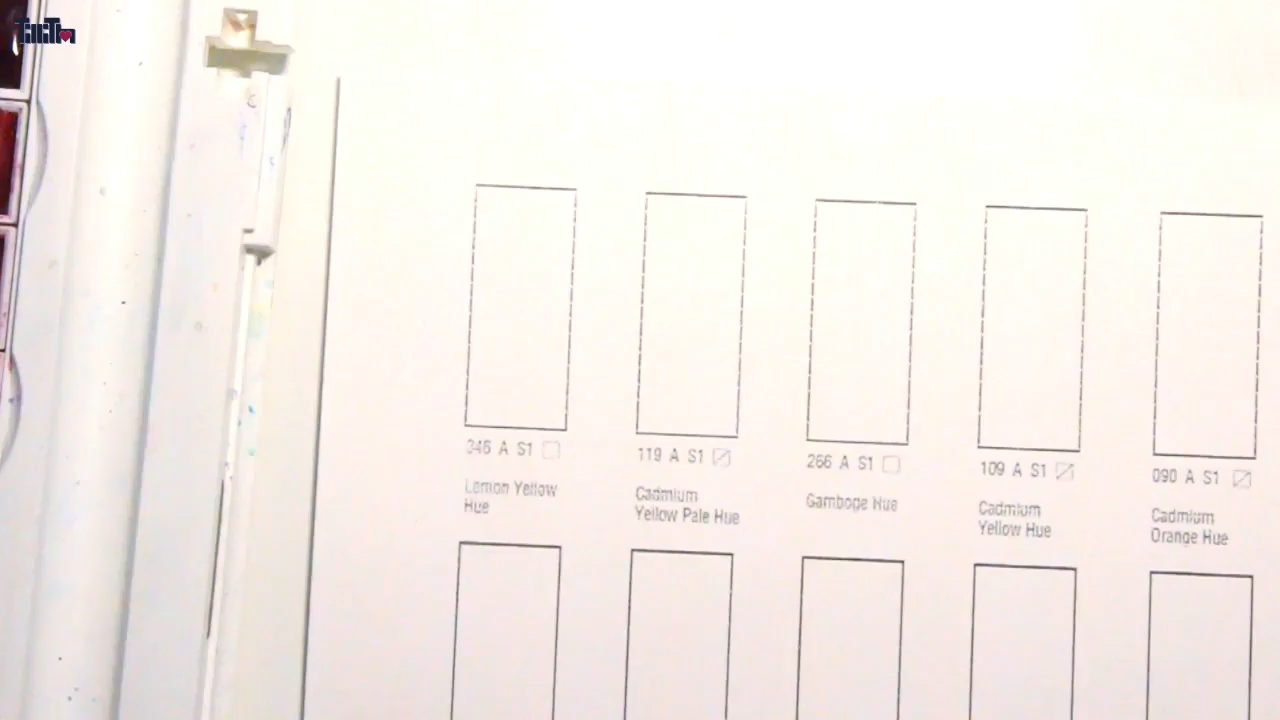 TilliTm
346 A S1
119 A S1
266 A S1
109 A S1
090 A S1
Lemon Yellow
Hue
Cadmium
Yellow Pale Hue
Gamboge Hue
Cadmium
Yellow Hue
Cadmium
Orange Hue